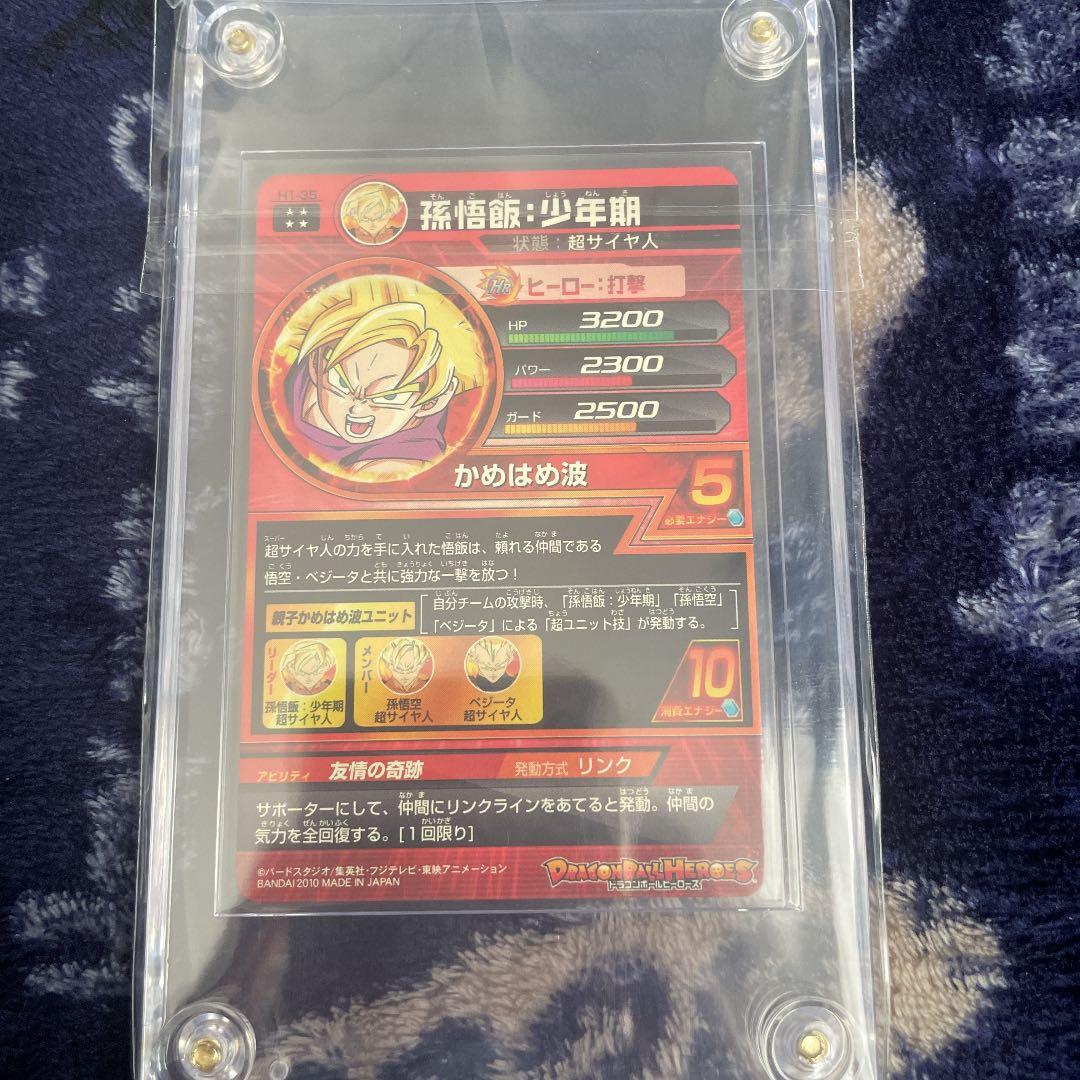 H1-35
孫悟飯:少年期
状態:超サイヤ人
HR ヒーロー:打撃
HP 3200
パワー 2300
ガード 2500
かめはめ波
5
必要エナジー
超サイヤ人の力を手に入れた悟飯は、頼れる仲間である
悟空・ベジータと共に強力な一撃を放つ!
親子かめはめ波ユニット
自分チームの攻撃時、「孫悟飯:少年期」「孫悟空」
「ベジータ」による「超ユニット技」が発動する。
リーダー
孫悟飯:少年期
超サイヤ人
メンバー
孫悟空
超サイヤ人
ベジータ
超サイヤ人
10
消費エナジー
アビリティ 友情の奇跡
発動方式 リンク
サポーターにして、仲間にリンクラインをあてると発動。仲間の
気力を全回復する。[1回限り]
©バードスタジオ/集英社・フジテレビ・東映アニメーション
BANDAI 2010 MADE IN JAPAN
DRAGONBALL HEROES
ドラゴンボールヒーローズ